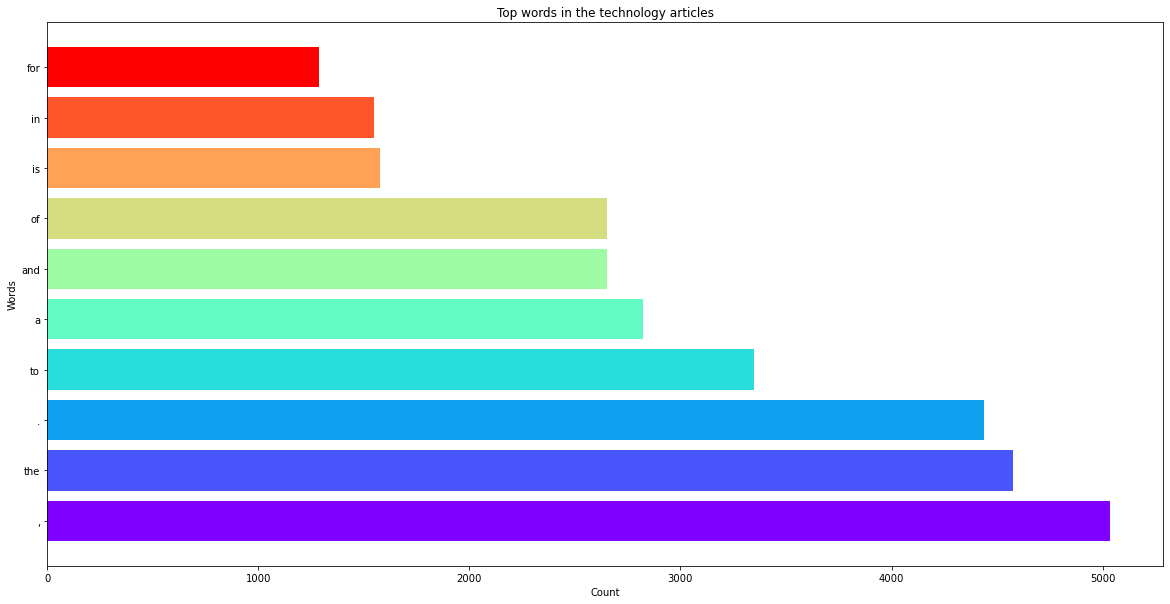 Top words in the technology articles
for
in
is
of
and
a
to
.
the
,
Words
0 1000 2000 3000 4000 5000
Count